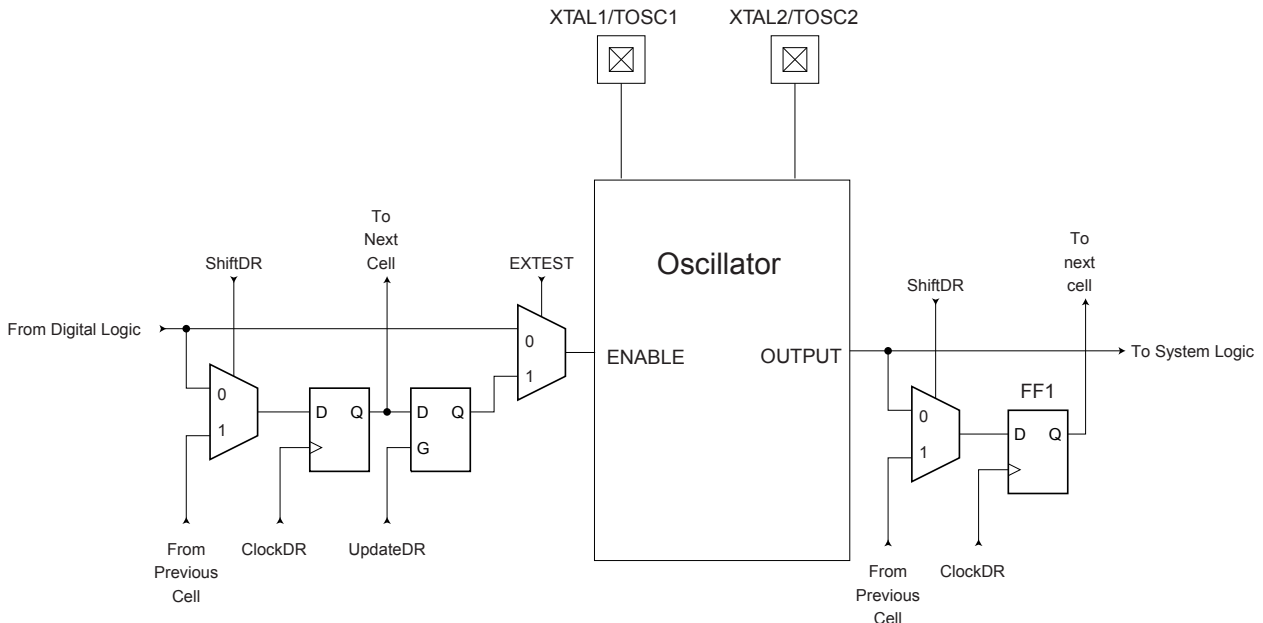 XTAL1/TOSC1
XTAL2/TOSC2
To
Next
Cell
ShiftDR
EXTEST
From Digital Logic
0
1
D Q
D Q
G
0
1
From
Previous
Cell
ClockDR
UpdateDR
Oscillator
ENABLE
OUTPUT
To
next
cell
ShiftDR
To System Logic
0
1
FF1
D Q
From
Previous
Cell
ClockDR